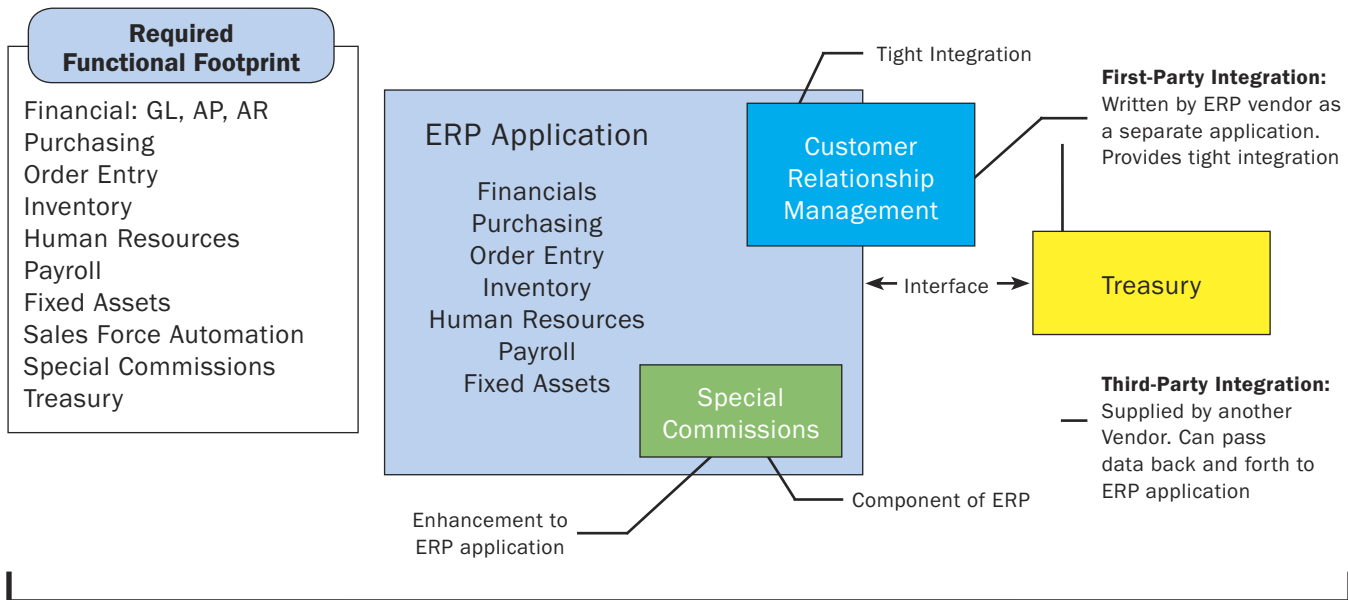 Required
Functional Footprint
Financial: GL, AP, AR
Purchasing
Order Entry
Inventory
Human Resources
Payroll
Fixed Assets
Sales Force Automation
Special Commissions
Treasury
ERP Application
Financials
Purchasing
Order Entry
Inventory
Human Resources
Payroll
Fixed Assets
Tight Integration
Customer
Relationship
Management
Special
Commissions
Enhancement to
ERP application
Component of ERP
Interface
Treasury
First-Party Integration:
Written by ERP vendor as
a separate application.
Provides tight integration
Third-Party Integration:
Supplied by another
Vendor. Can pass
data back and forth to
ERP application